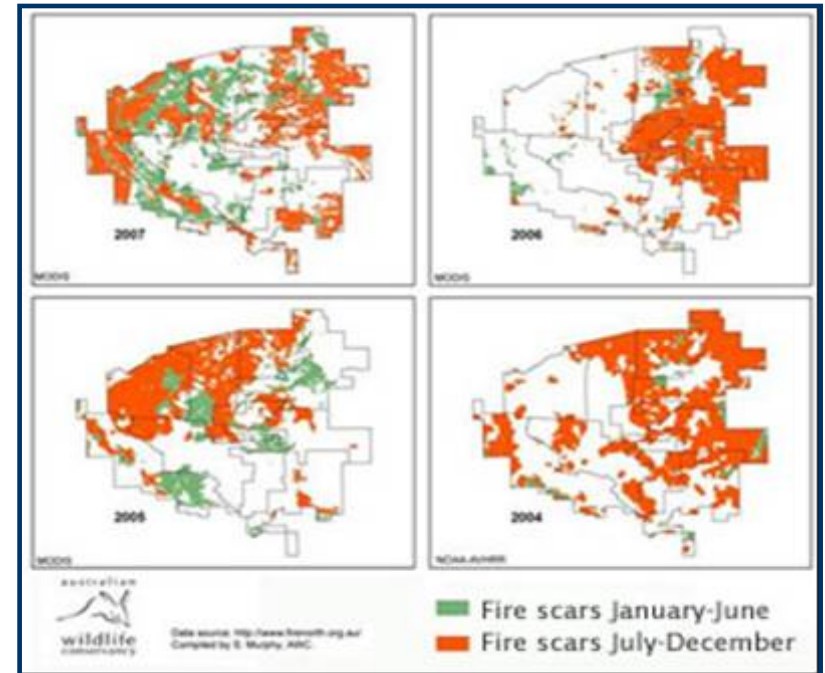 2007
MODIS
2006
MODIS
2005
MODIS
2004
NOAA-AVHRR
australian
wildlife
conservancy
Data source: http://www.firenorth.org.au/
Compiled by S. Murphy, AWC.
Fire scars January-June
Fire scars July-December